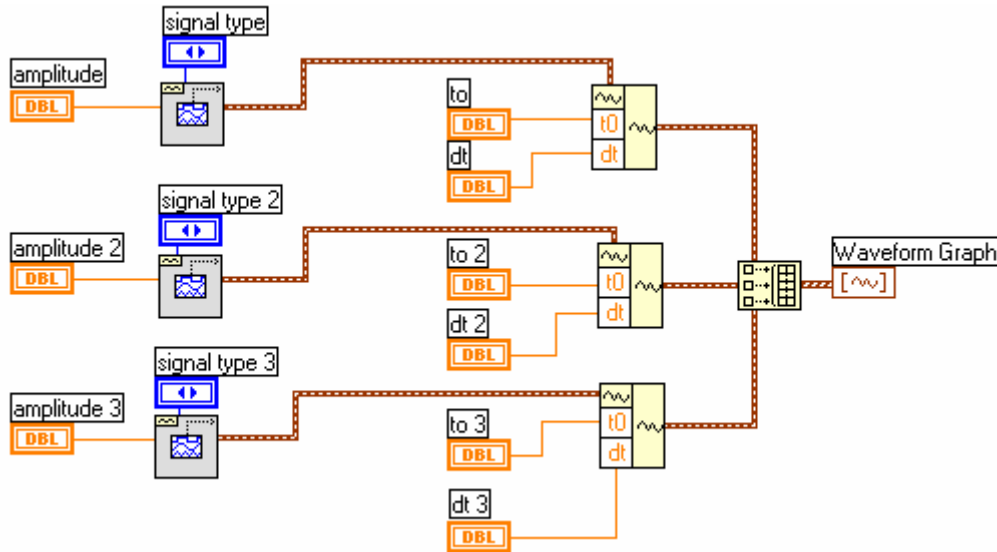 signal type
amplitude
DBL
to
DBL
t0
dt
dt
DBL
signal type 2
amplitude 2
DBL
to 2
DBL
t0
dt
dt 2
DBL
Waveform Graph
signal type 3
amplitude 3
DBL
to 3
DBL
t0
dt
dt 3
DBL